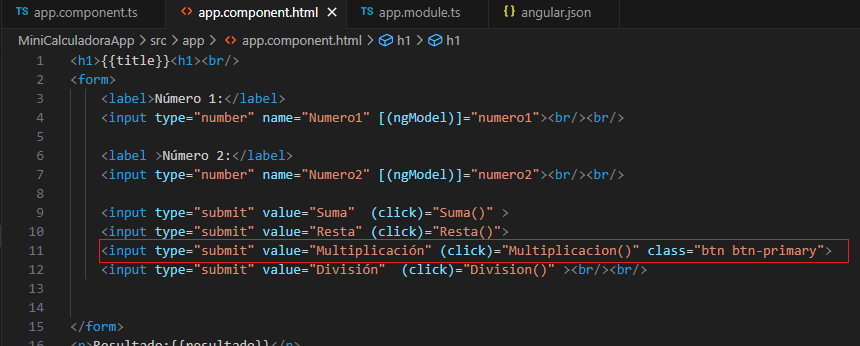 TS app.component.ts <> app.component.html × TS app.module.ts {} angular.json
MiniCalculadoraApp > src > app > <> app.component.html > h1 > h1
1 <h1>{{title}}<h1><br/>
2 <form>
3 <label>Número 1:</label>
4 <input type="number" name="Numero1" [(ngModel)]="numero1"><br/><br/>
5
6 <label >Número 2:</label>
7 <input type="number" name="Numero2" [(ngModel)]="numero2"><br/><br/>
8
9 <input type="submit" value="Suma"  (click)="Suma()" >
10 <input type="submit" value="Resta" (click)="Resta()">
11 <input type="submit" value="Multiplicación" (click)="Multiplicacion()" class="btn btn-primary">
12 <input type="submit" value="División"  (click)="Division()" ><br/><br/>
13
14
15 </form>
16 <p>Resultado:{{resultado}}</p>